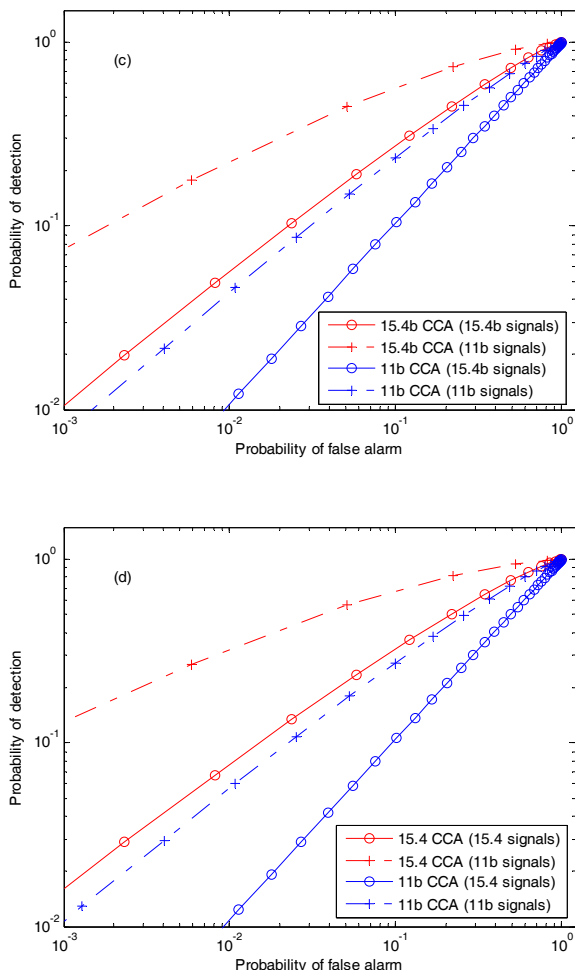 (c)
10^0
10^-1
10^-2
Probability of detection
15.4b CCA (15.4b signals)
15.4b CCA (11b signals)
11b CCA (15.4b signals)
11b CCA (11b signals)
10^-3 10^-2 10^-1 10^0
Probability of false alarm
(d)
10^0
10^-1
10^-2
Probability of detection
15.4 CCA (15.4 signals)
15.4 CCA (11b signals)
11b CCA (15.4 signals)
11b CCA (11b signals)
10^-3 10^-2 10^-1 10^0
Probability of false alarm